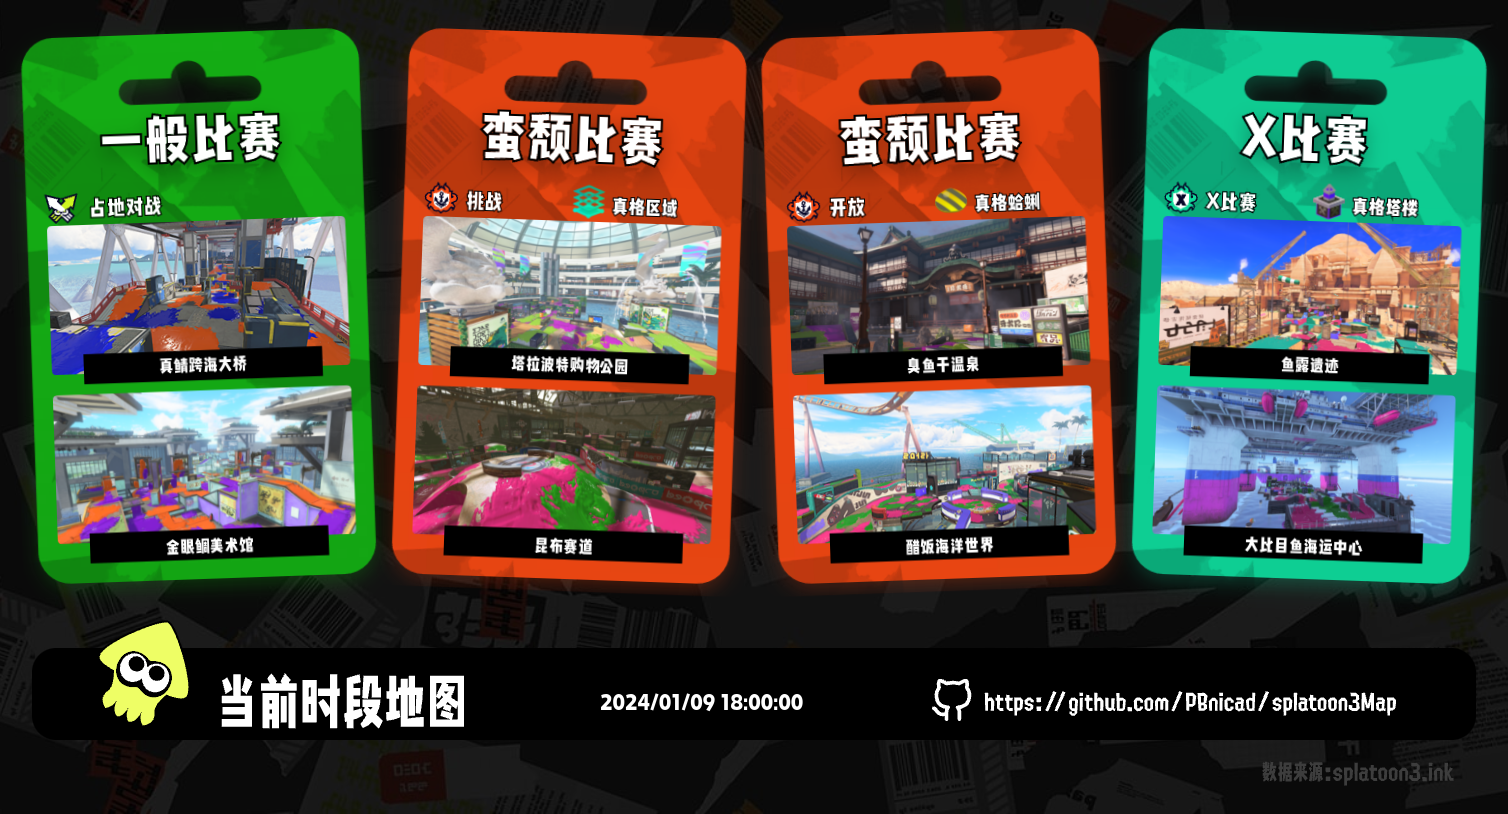 一般比赛
占地对战
真鲭跨海大桥
金眼鲷美术馆
蛮颓比赛
挑战
真格区域
塔拉波特购物公园
昆布赛道
蛮颓比赛
开放
真格蛤蜊
臭鱼干温泉
醋饭海洋世界
X比赛
X比赛
真格塔楼
鱼露遗迹
大比目鱼海运中心
当前时段地图
2024/01/09 18:00:00
https://github.com/PBnicad/splatoon3Map
数据来源:splatoon3.ink